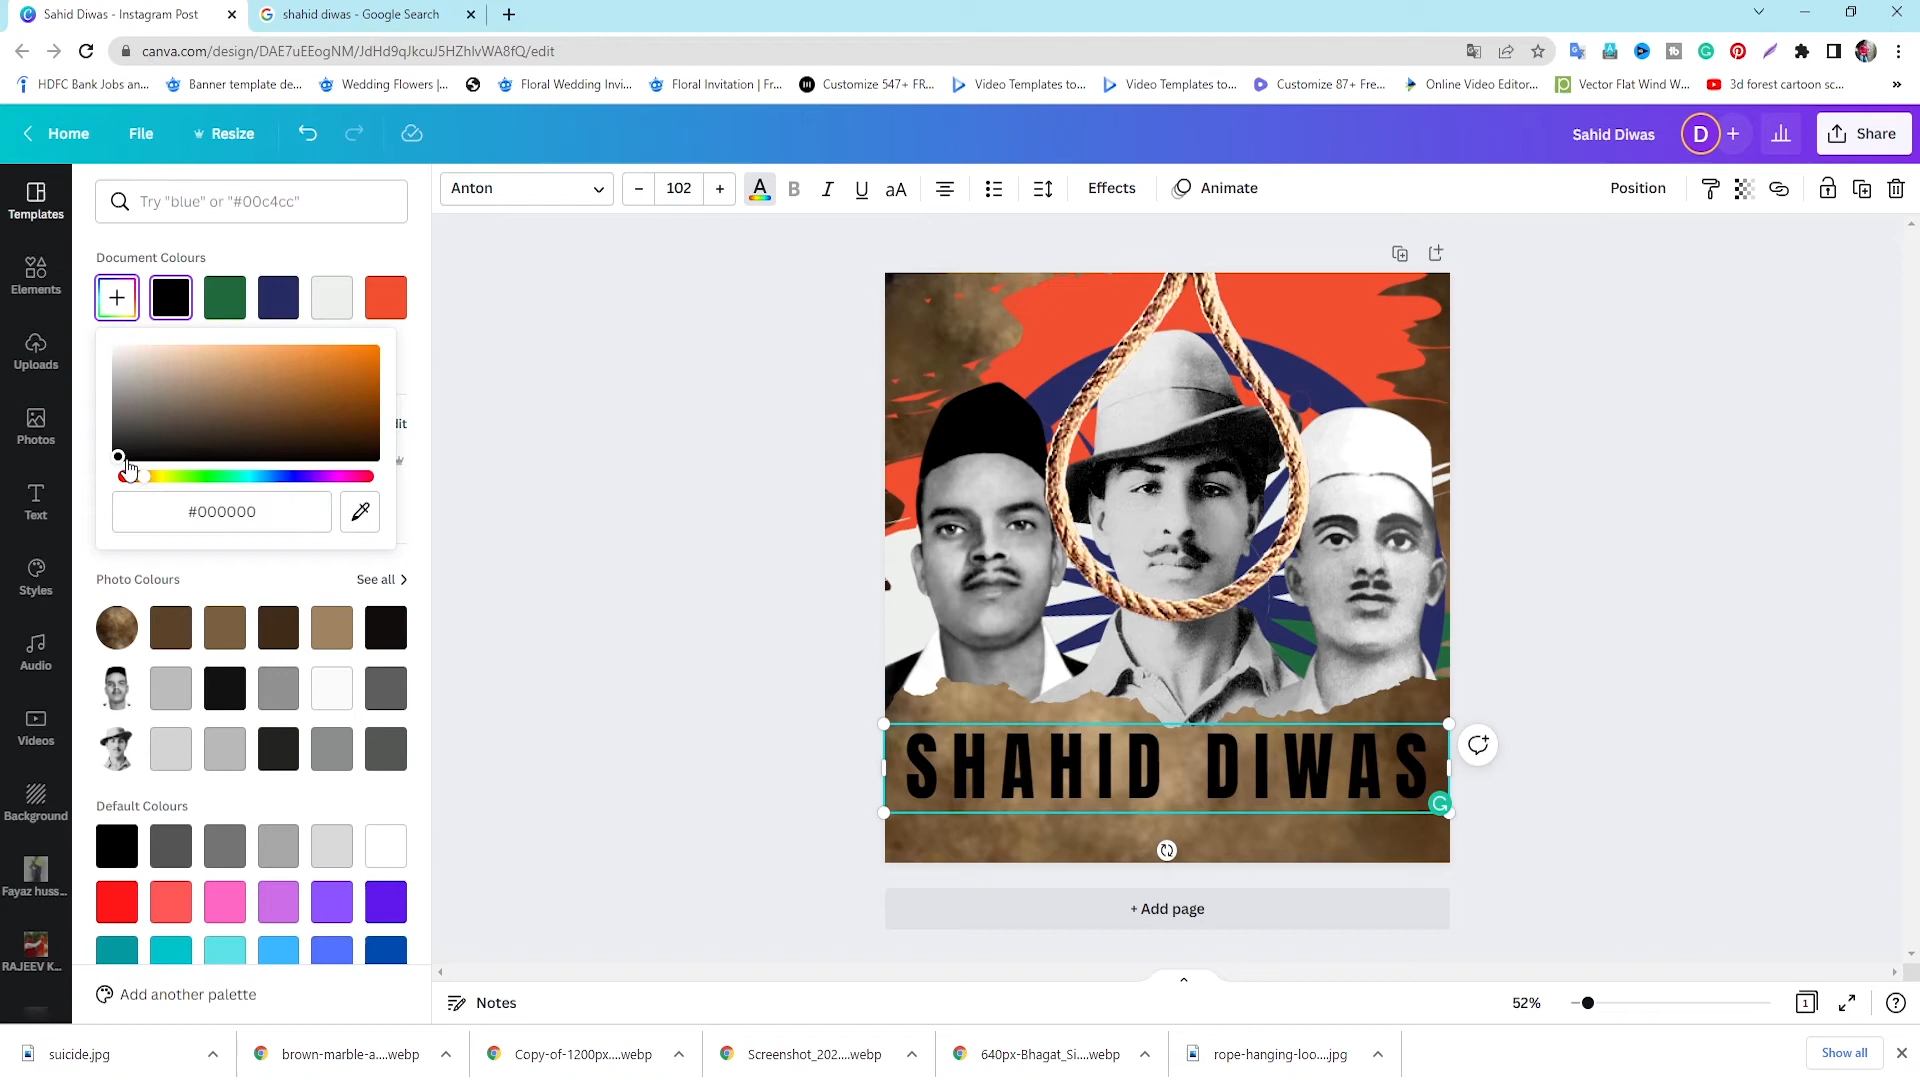 Sahid Diwas - Instagram Post
shahid diwas - Google Search
canva.com/design/DAE7uEEogNM/JdHd9qJkcuJ5HZhIvWA8fQ/edit
HDFC Bank Jobs an...
Banner template de...
Wedding Flowers |...
Floral Wedding Invi...
Floral Invitation | Fr...
Customize 547+ FR...
Video Templates to...
Video Templates to...
Customize 87+ Fre...
Online Video Editor...
Vector Flat Wind W...
3d forest cartoon sc...
Home
File
Resize
Sahid Diwas
D
Share
Templates
Elements
Uploads
Photos
Text
Styles
Audio
Videos
Background
Fayaz huss...
RAJEEV K...
Try "blue" or "#00c4cc"
Document Colours
dit
#000000
Photo Colours
See all
Default Colours
Add another palette
Anton
102
A
B
I
U
aA
Effects
Animate
Position
SHAHID DIWAS
+ Add page
Notes
52%
1
suicide.jpg
brown-marble-a....webp
Copy-of-1200px....webp
Screenshot_202....webp
640px-Bhagat_Si....webp
rope-hanging-loo....jpg
Show all